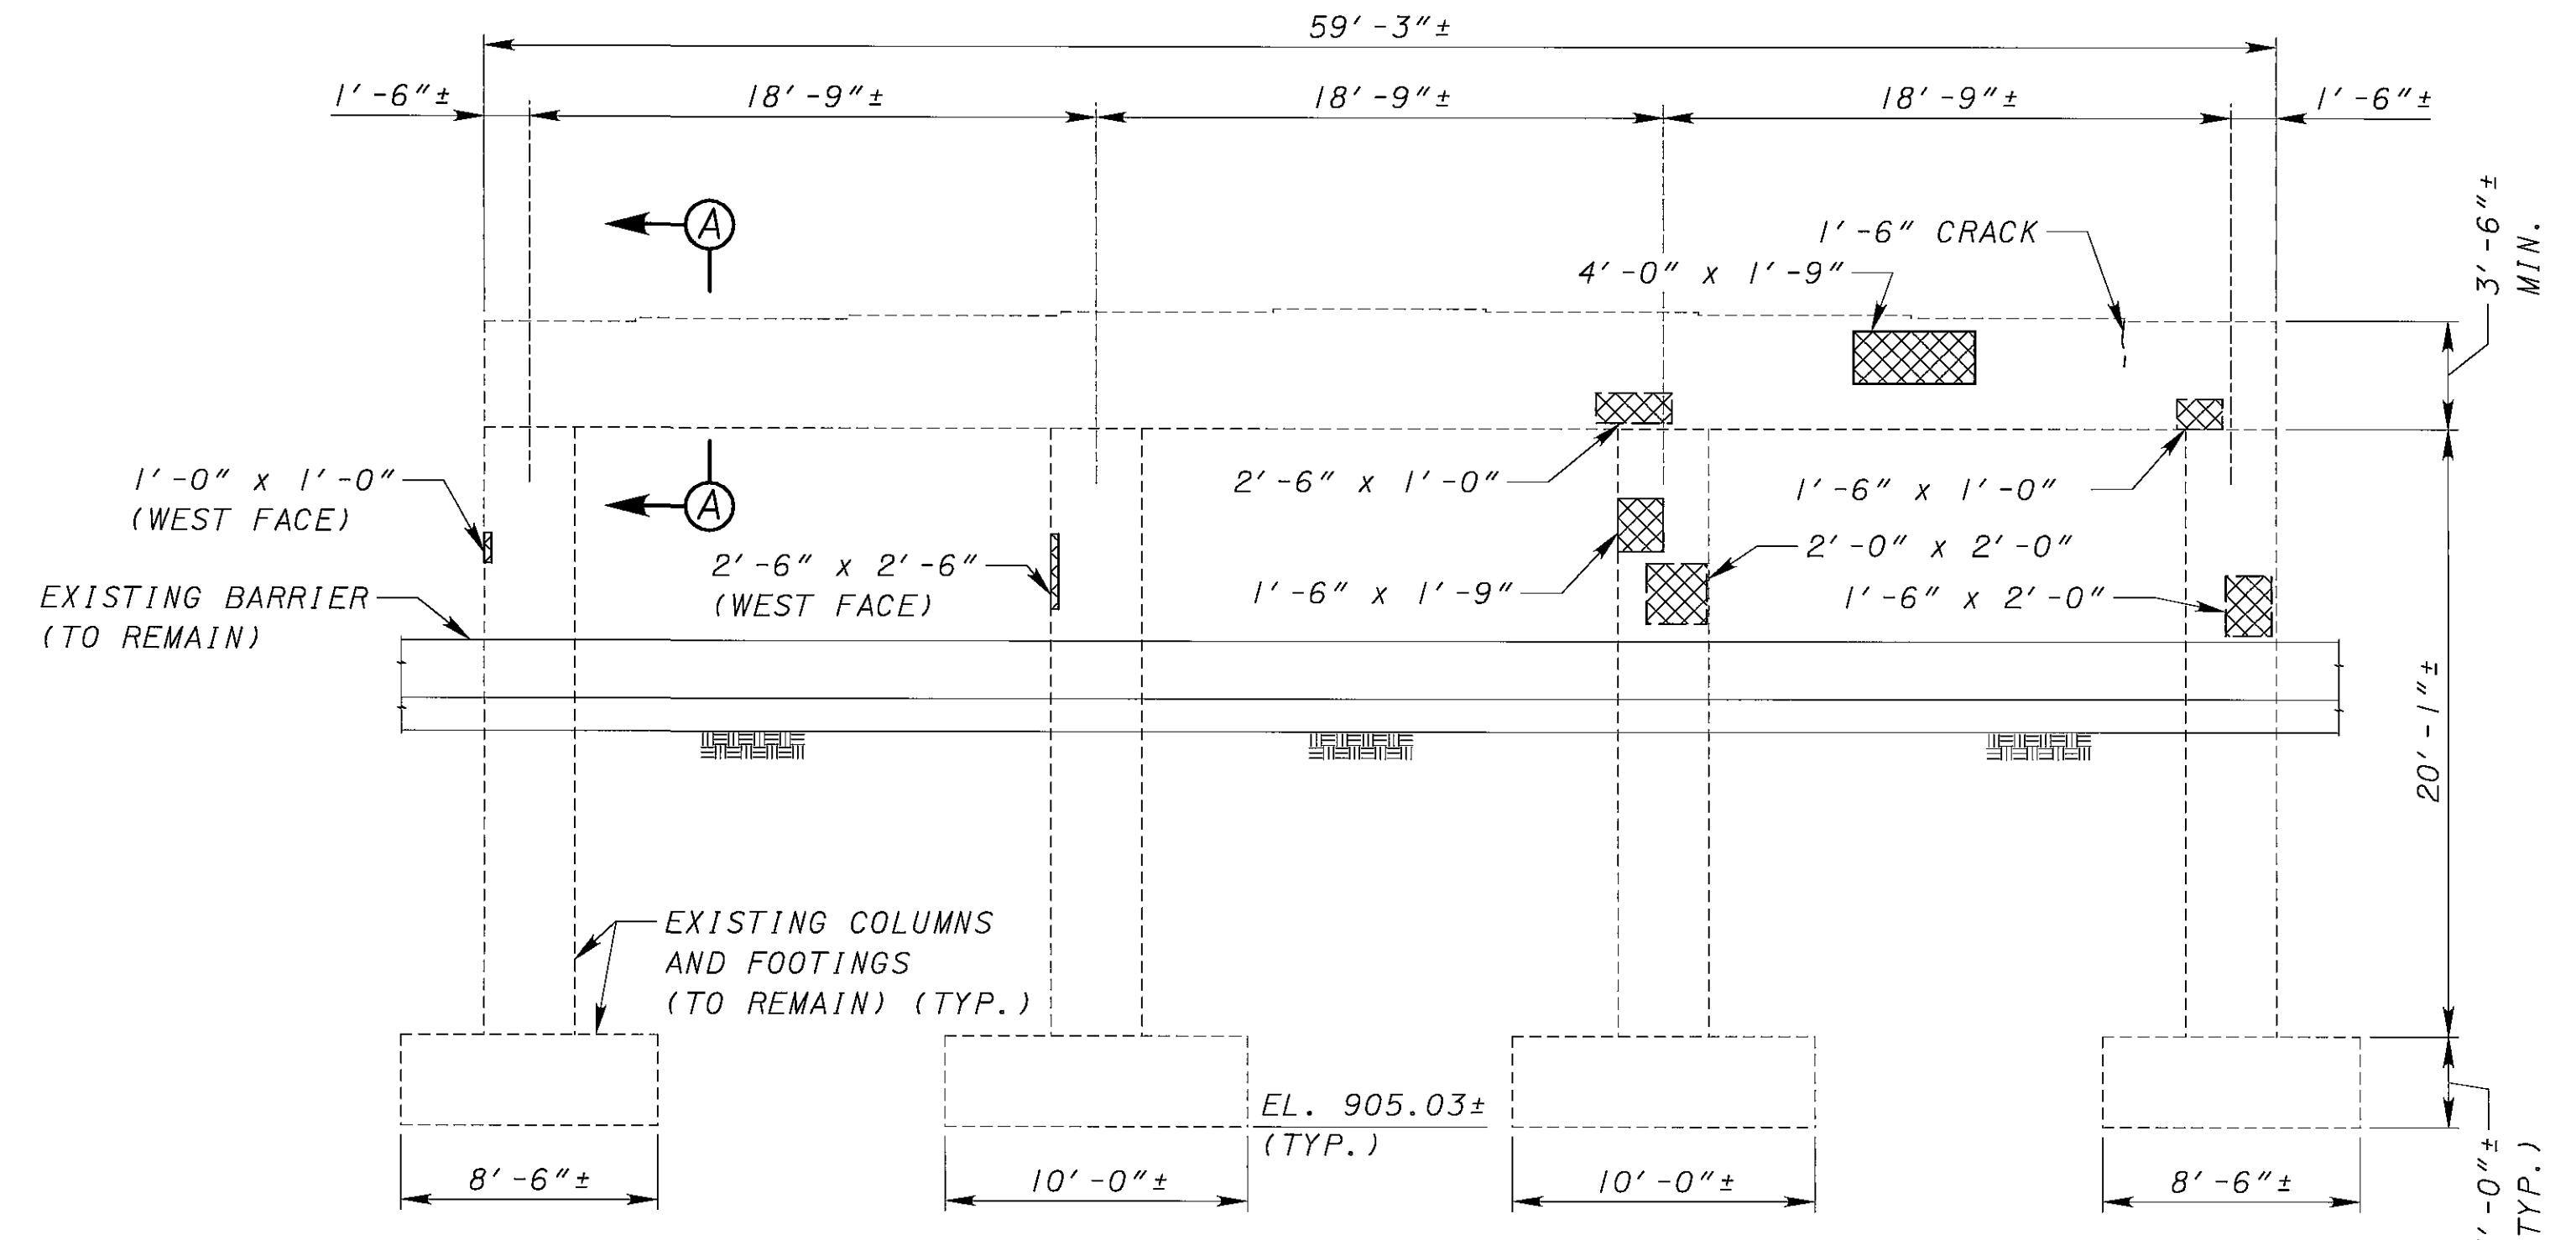 59'-3"±
1'-6"±
18'-9"±
18'-9"±
18'-9"±
1'-6"±
A
1'-6" CRACK
4'-0" x 1'-9"
3'-6"±
MIN.
1'-0" x 1'-0"
(WEST FACE)
A
2'-6" x 1'-0"
1'-6" x 1'-0"
2'-6" x 2'-6"
(WEST FACE)
2'-0" x 2'-0"
1'-6" x 1'-9"
1'-6" x 2'-0"
EXISTING BARRIER
(TO REMAIN)
20'-1"±
EXISTING COLUMNS
AND FOOTINGS
(TO REMAIN) (TYP.)
EL. 905.03±
(TYP.)
8'-6"±
10'-0"±
10'-0"±
8'-6"±
'-0"±
TYP.)